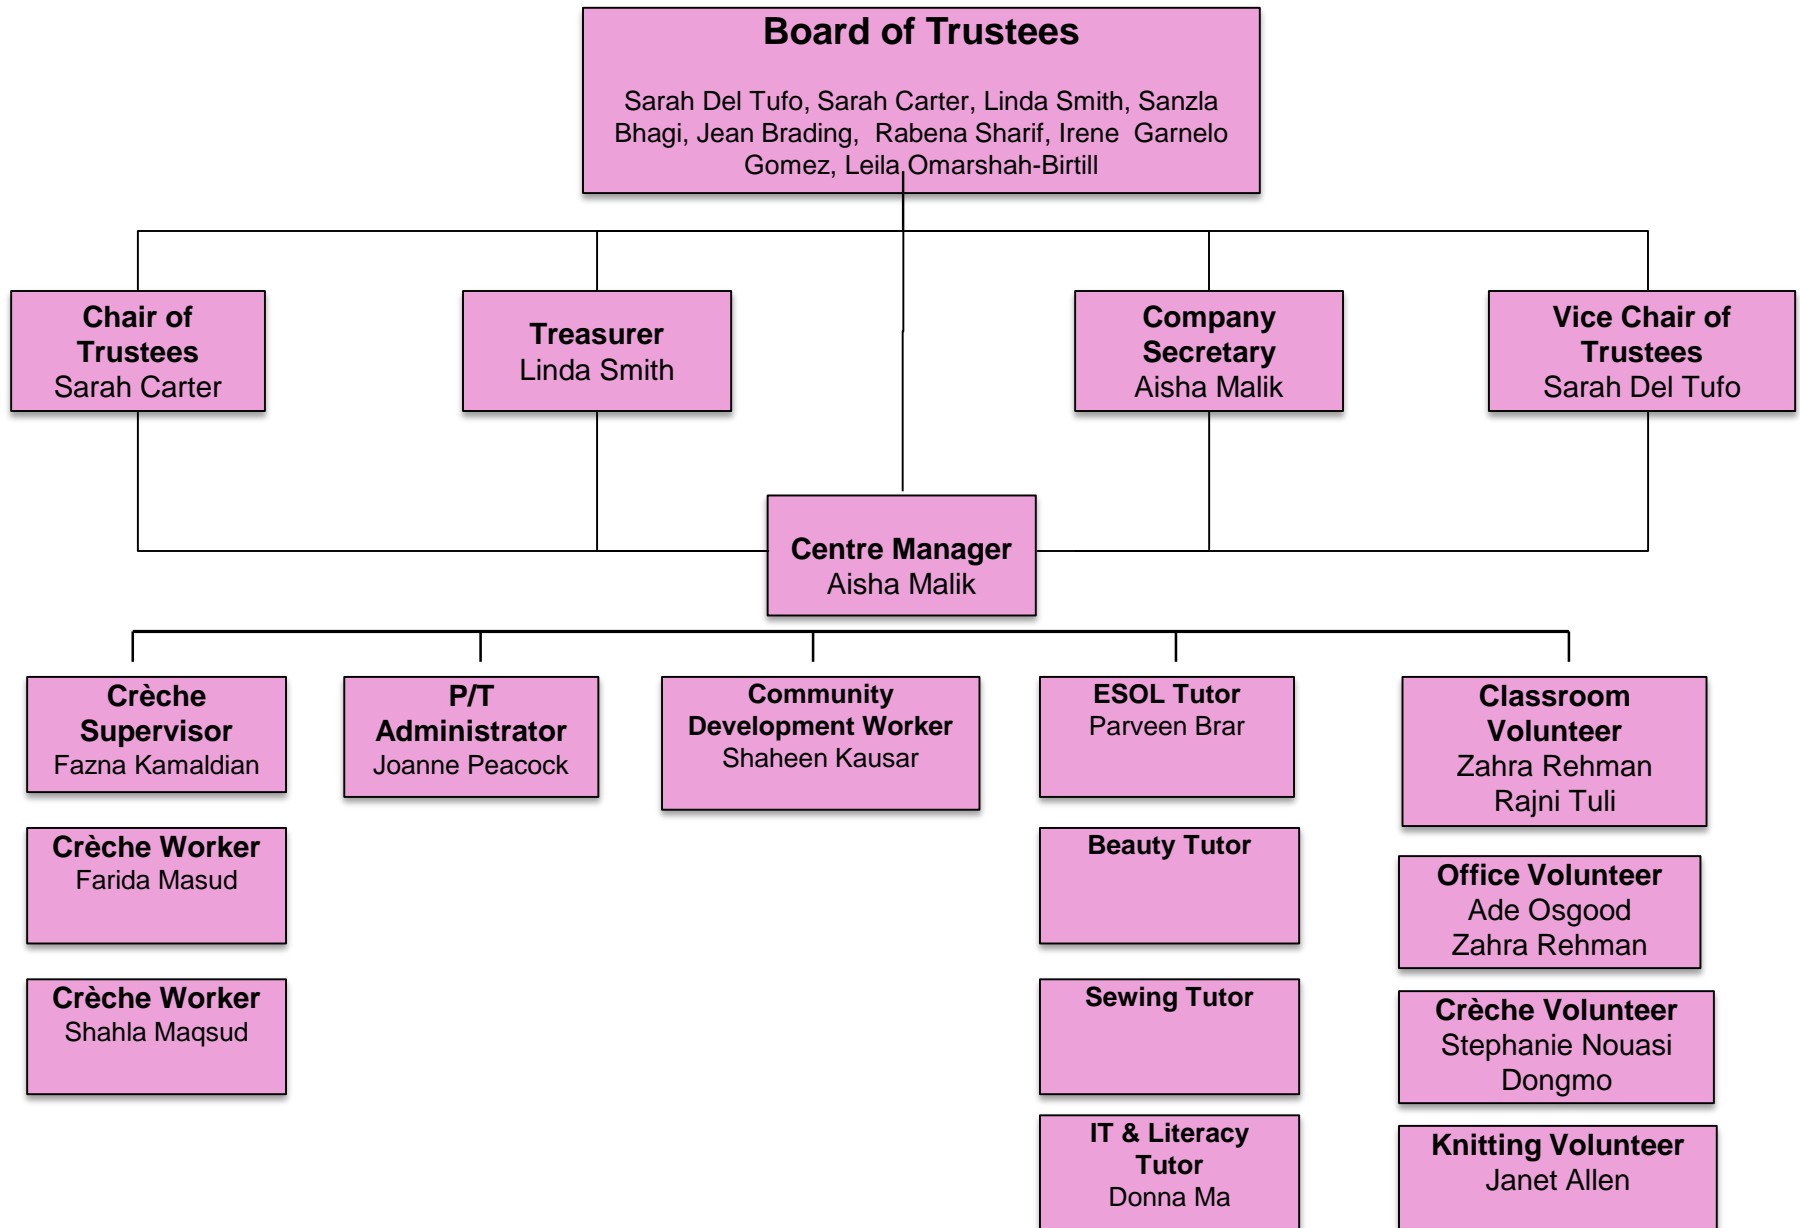 Board of Trustees
Sarah Del Tufo, Sarah Carter, Linda Smith, Sanzla
Bhagi, Jean Brading, Rabena Sharif, Irene Garnelo
Gomez, Leila Omarshah-Birtill
Chair of
Trustees
Sarah Carter
Treasurer
Linda Smith
Company
Secretary
Aisha Malik
Vice Chair of
Trustees
Sarah Del Tufo
Centre Manager
Aisha Malik
Crèche
Supervisor
Fazna Kamaldian
P/T
Administrator
Joanne Peacock
Community
Development Worker
Shaheen Kausar
ESOL Tutor
Parveen Brar
Classroom
Volunteer
Zahra Rehman
Rajni Tuli
Crèche Worker
Farida Masud
Beauty Tutor
Office Volunteer
Ade Osgood
Zahra Rehman
Crèche Worker
Shahla Maqsud
Sewing Tutor
Crèche Volunteer
Stephanie Nouasi
Dongmo
IT & Literacy
Tutor
Donna Ma
Knitting Volunteer
Janet Allen